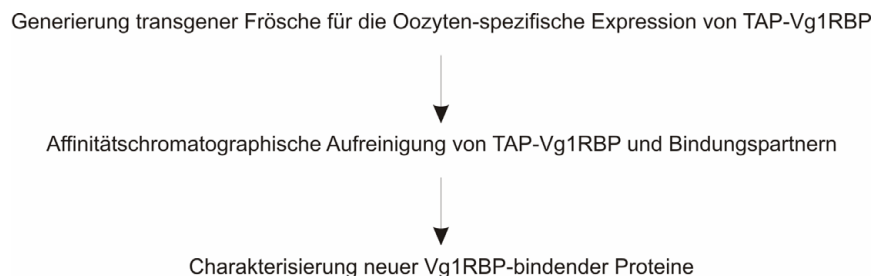 Generierung transgener Frösche für die Oozyten-spezifische Expression von TAP-Vg1RBP
Affinitätschromatographische Aufreinigung von TAP-Vg1RBP und Bindungspartnern
Charakterisierung neuer Vg1RBP-bindender Proteine